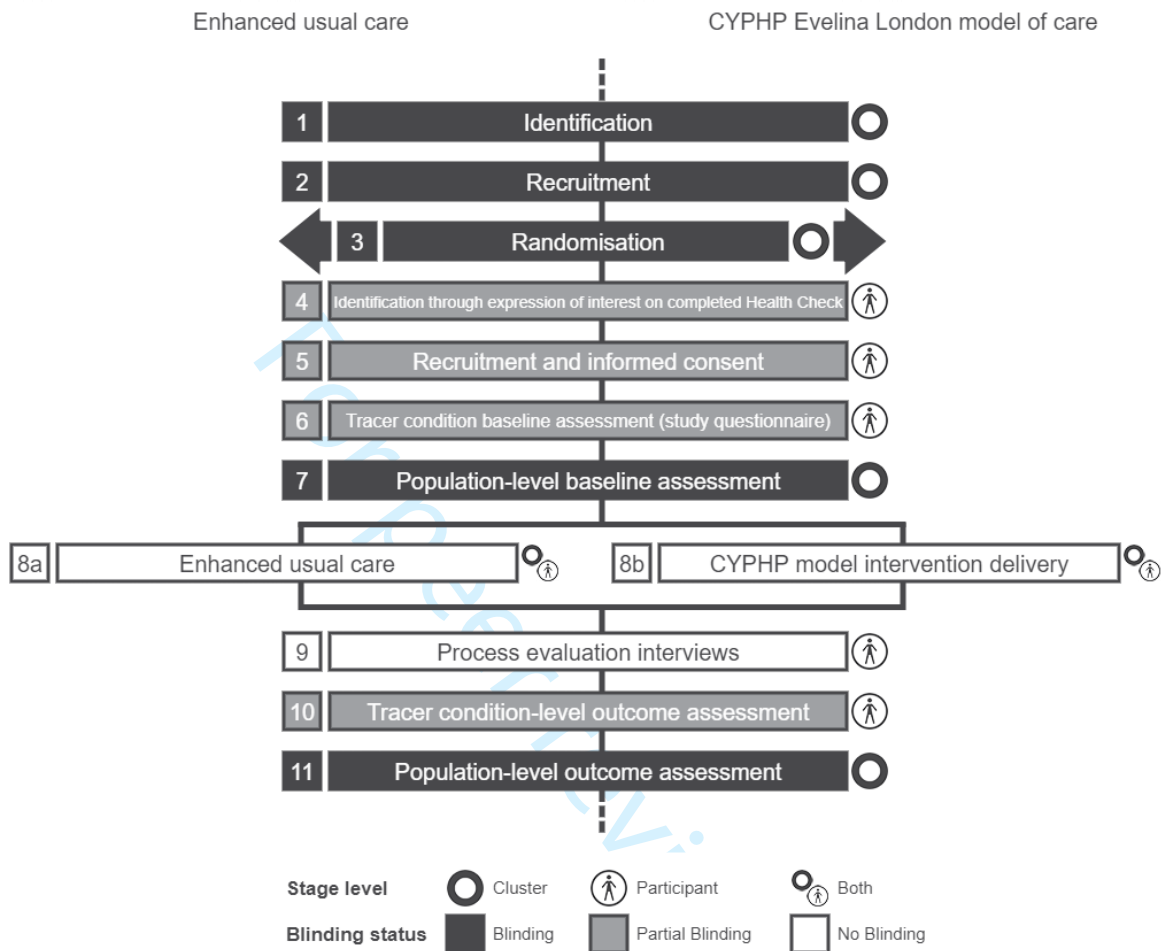 Enhanced usual care
CYPHP Evelina London model of care
1 Identification
2 Recruitment
3 Randomisation
4 Identification through expression of interest on completed Health Check
5 Recruitment and informed consent
6 Tracer condition baseline assessment (study questionnaire)
7 Population-level baseline assessment
8a Enhanced usual care
8b CYPHP model intervention delivery
9 Process evaluation interviews
10 Tracer condition-level outcome assessment
11 Population-level outcome assessment
Stage level Cluster Participant Both
Blinding status Blinding Partial Blinding No Blinding